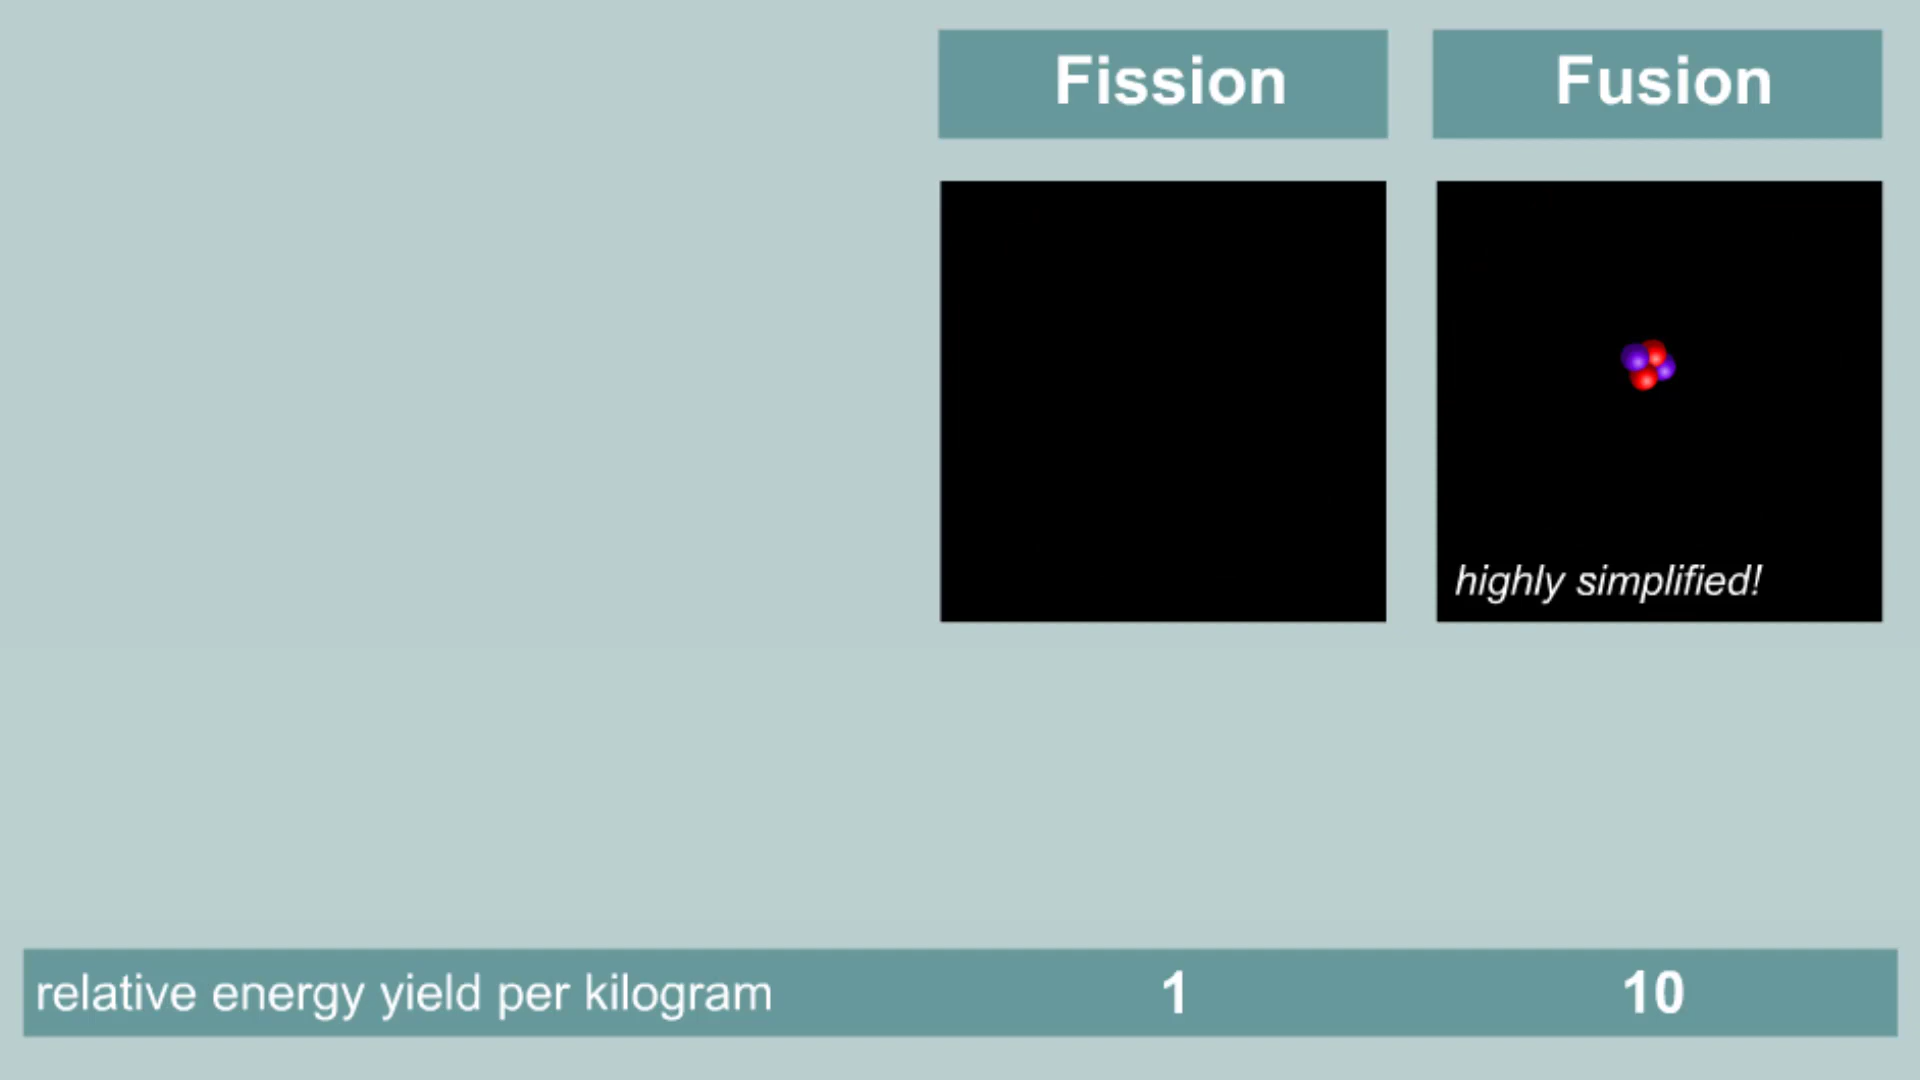 Fission
Fusion
highly simplified!
relative energy yield per kilogram 1 10